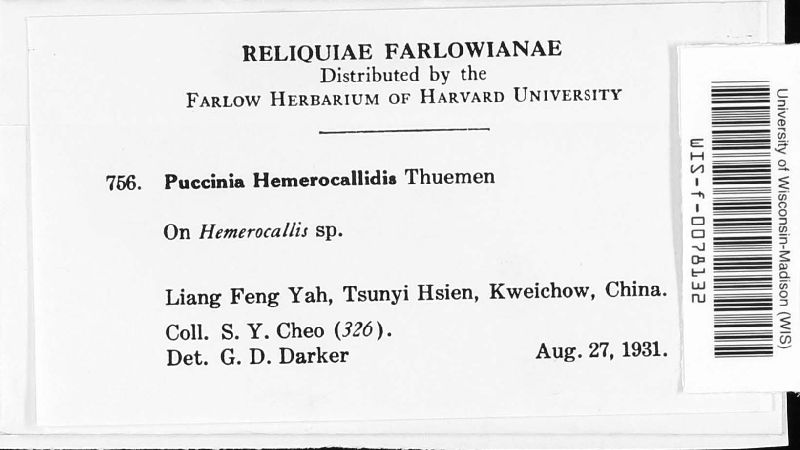 RELIQUIAE FARLOWIANAE
Distributed by the
FARLOW HERBARIUM OF HARVARD UNIVERSITY
756. Puccinia Hemerocallidis Thuemen
On Hemerocallis sp.
Liang Feng Yah, Tsunyi Hsien, Kweichow, China.
Coll. S. Y. Cheo (326).
Det. G. D. Darker Aug. 27, 1931.
University of Wisconsin-Madison (WIS)
WIS-f-0078132